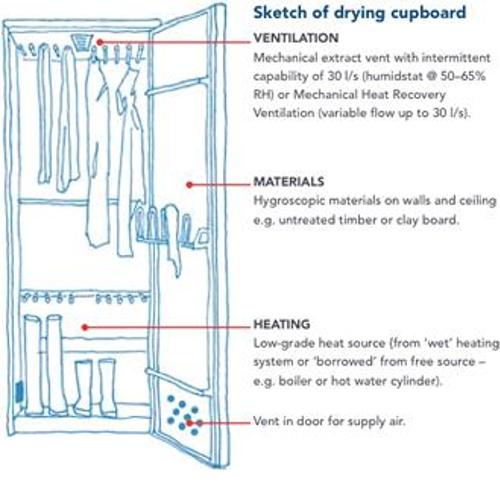 Sketch of drying cupboard
VENTILATION
Mechanical extract vent with intermittent
capability of 30 l/s (humidstat @ 50–65%
RH) or Mechanical Heat Recovery
Ventilation (variable flow up to 30 l/s).
MATERIALS
Hygroscopic materials on walls and ceiling
e.g. untreated timber or clay board.
HEATING
Low-grade heat source (from 'wet' heating
system or 'borrowed' from free source –
e.g. boiler or hot water cylinder).
Vent in door for supply air.